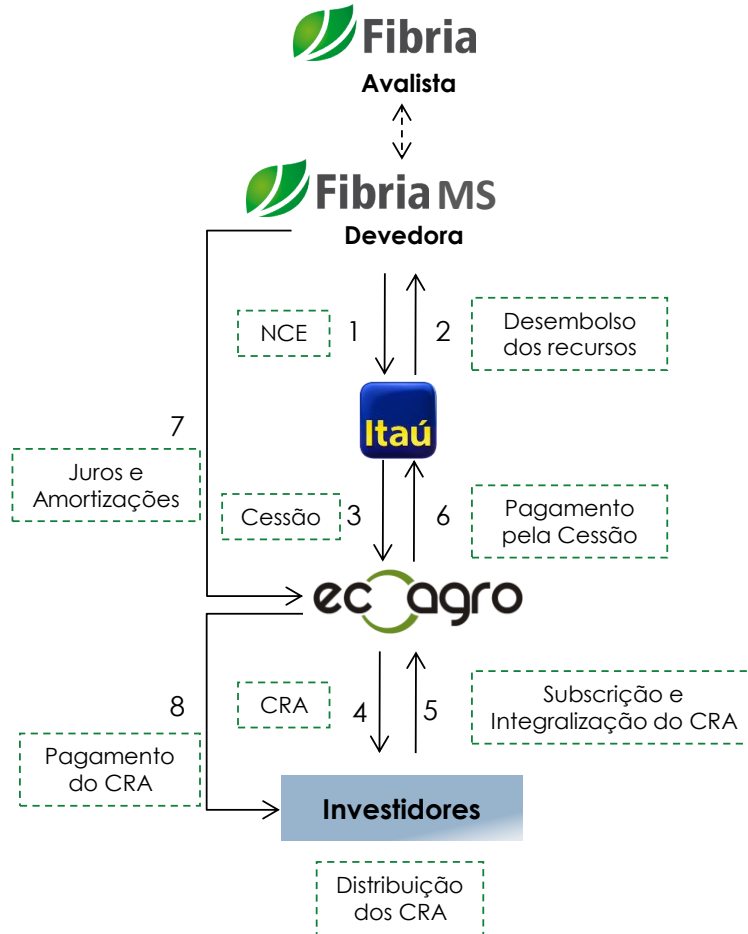 Fibria
Avalista
Fibria MS
Devedora
NCE
1
2
Desembolso
dos recursos
Itaú
7
Juros e
Amortizações
Cessão
3
6
Pagamento
pela Cessão
ecoagro
8
CRA
4
5
Subscrição e
Integralização do CRA
Pagamento
do CRA
Investidores
Distribuição
dos CRA